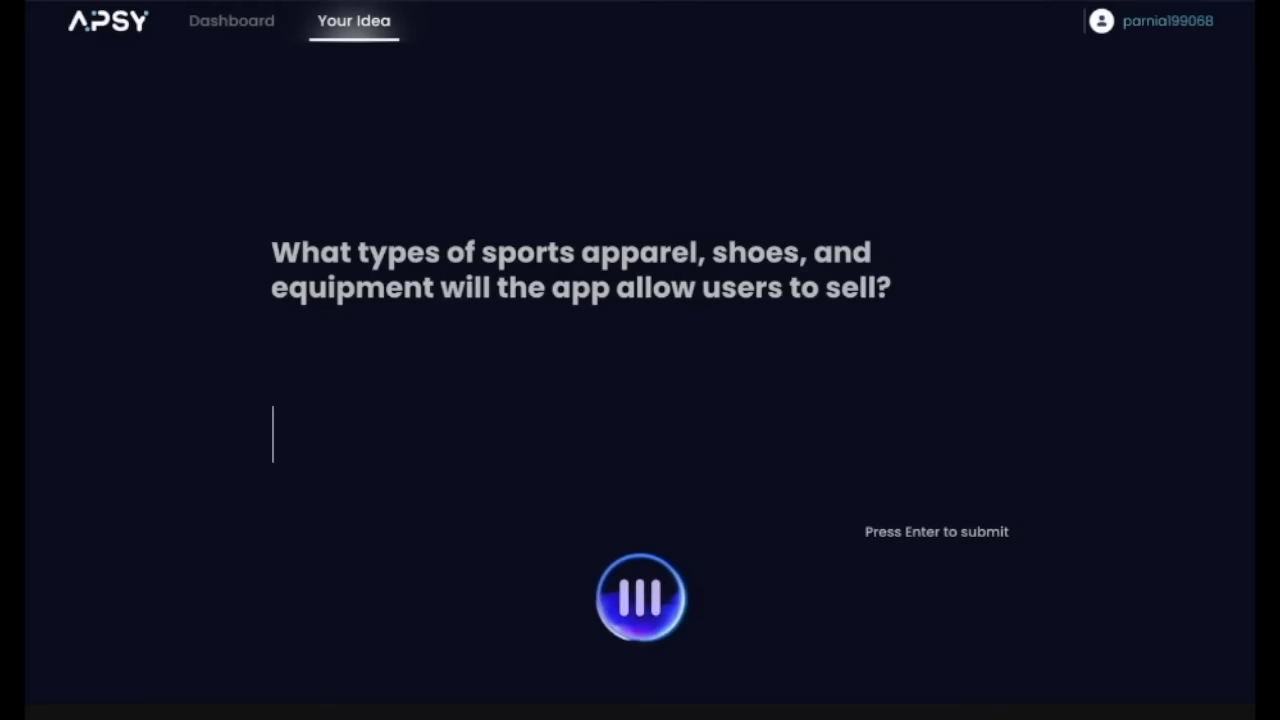 APSY Dashboard Your Idea parnia199068
What types of sports apparel, shoes, and
equipment will the app allow users to sell?
Press Enter to submit